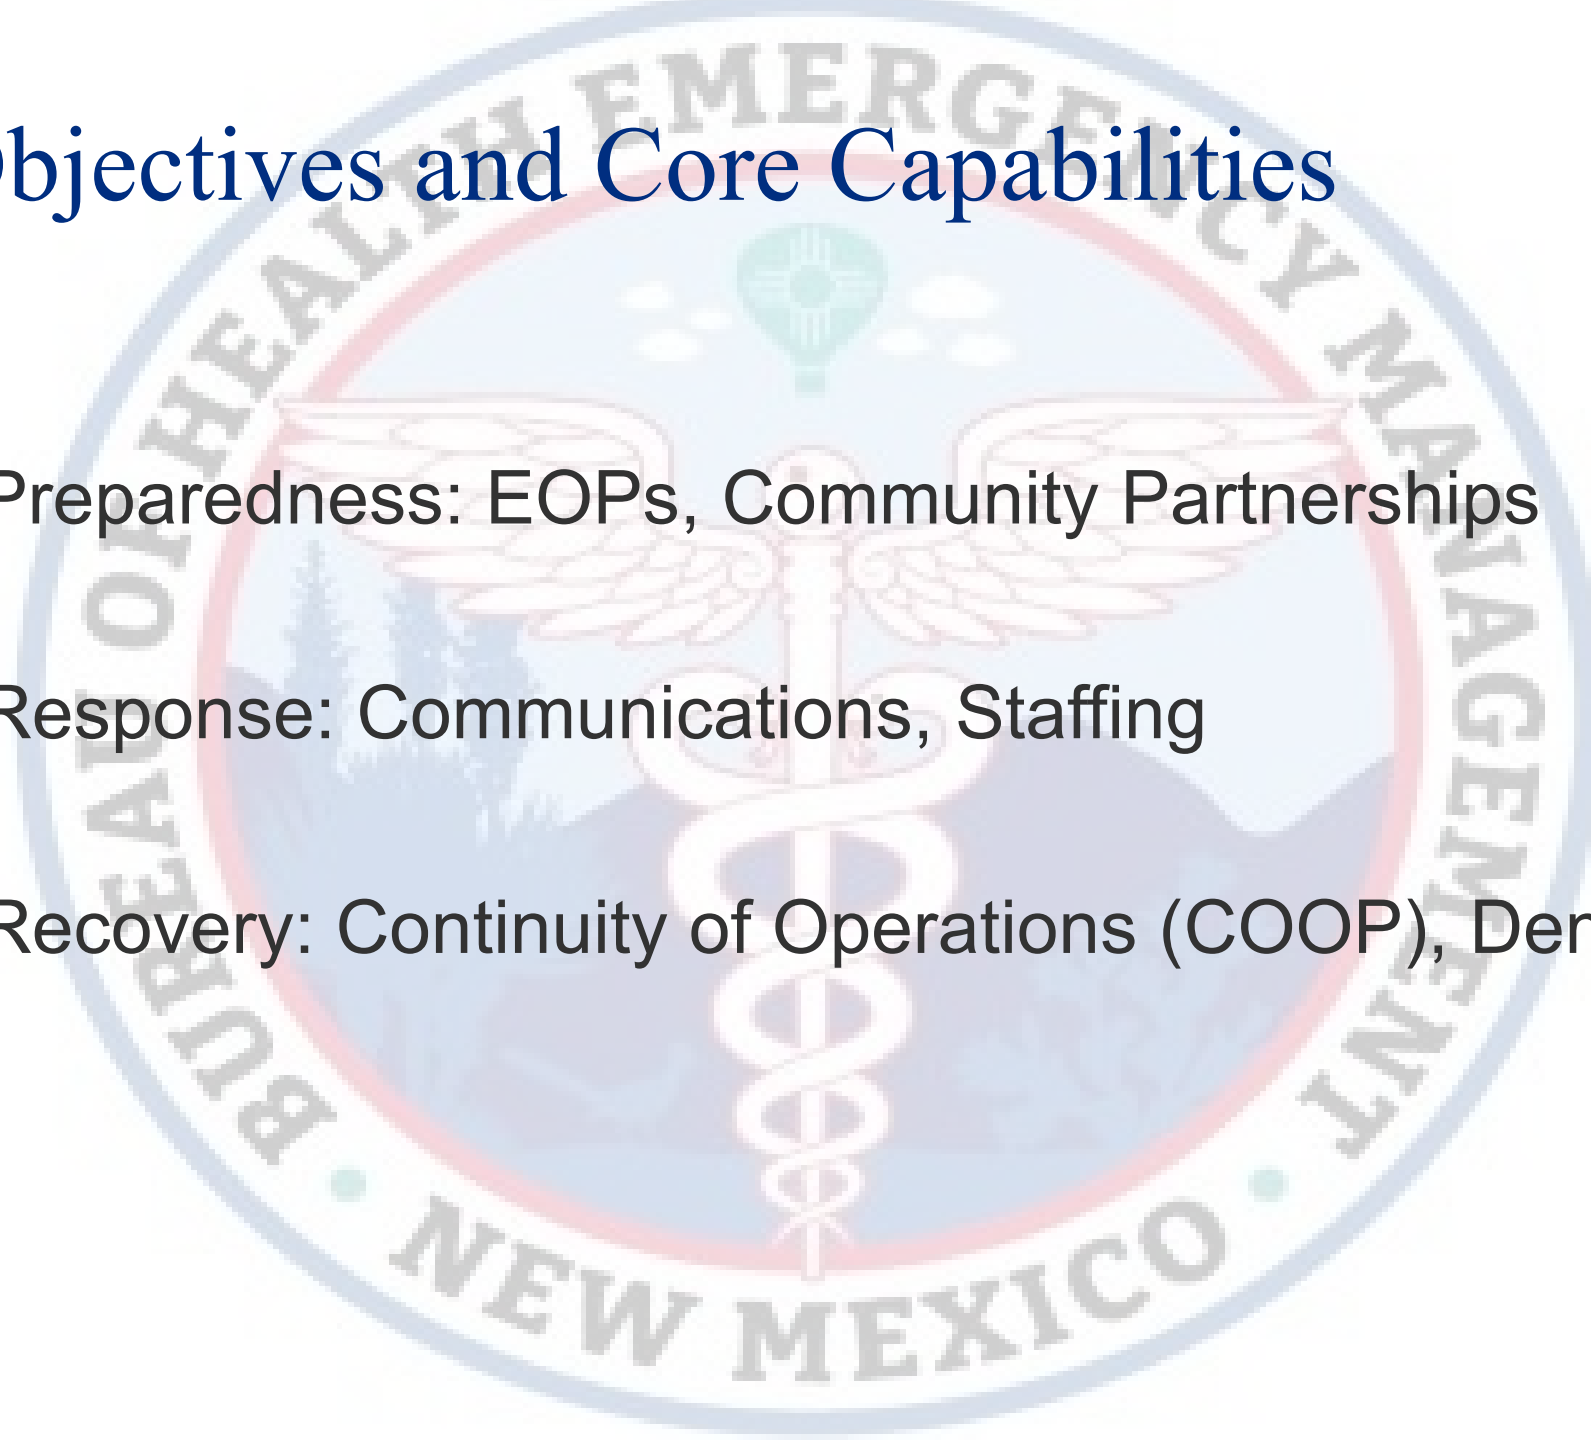 bjectives and Core Capabilities
Preparedness: EOPs, Community Partnerships
Response: Communications, Staffing
Recovery: Continuity of Operations (COOP),
BUREAU OF HEALTH EMERGENCY MANAGEMENT
NEW MEXICO